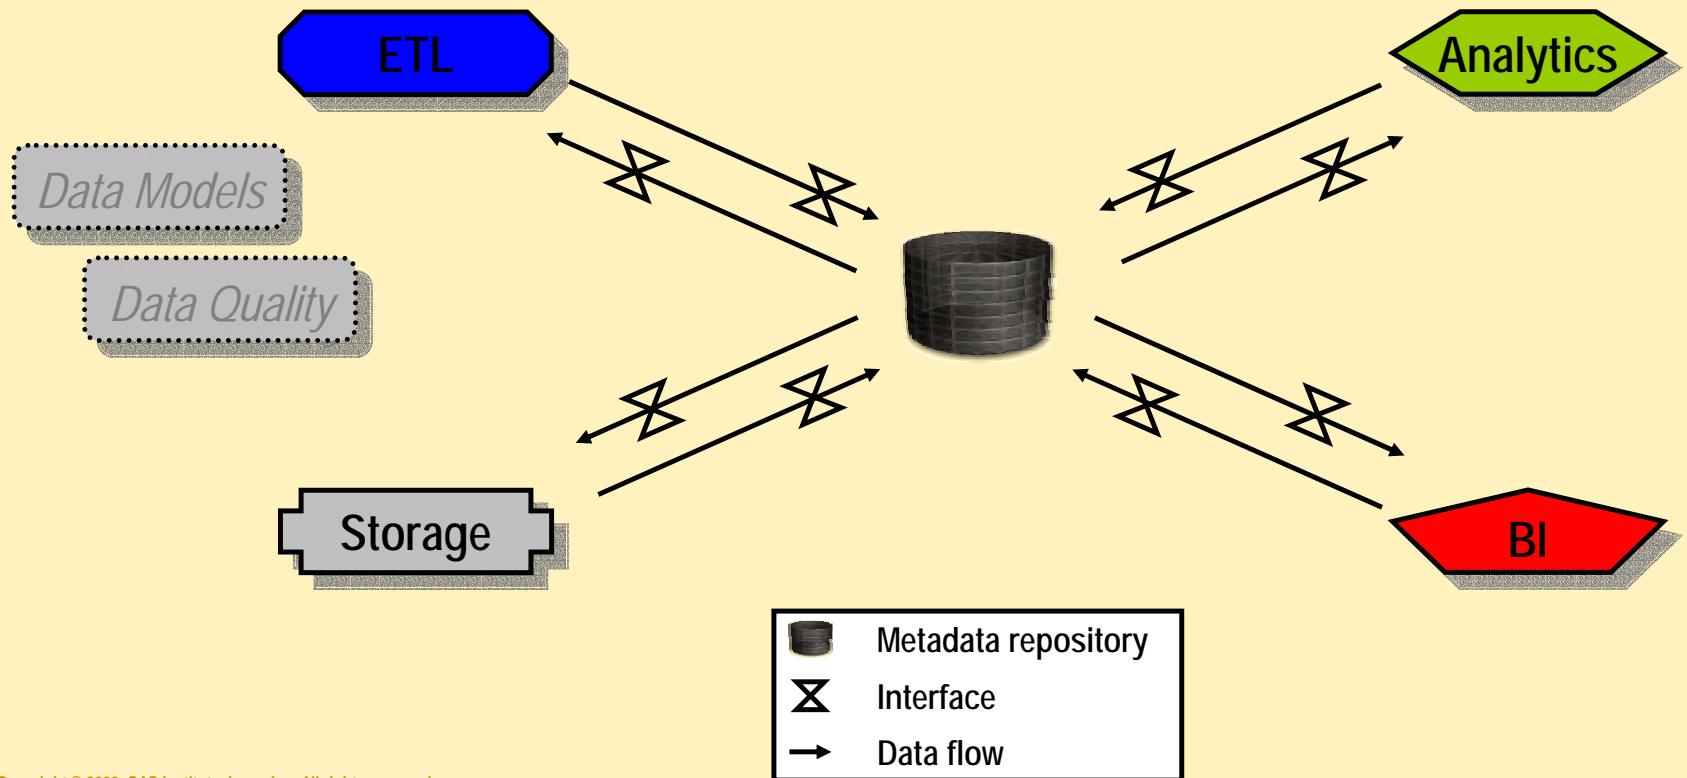 ETL
Analytics
Data Models
Data Quality
Storage
BI
Metadata repository
Interface
Data flow